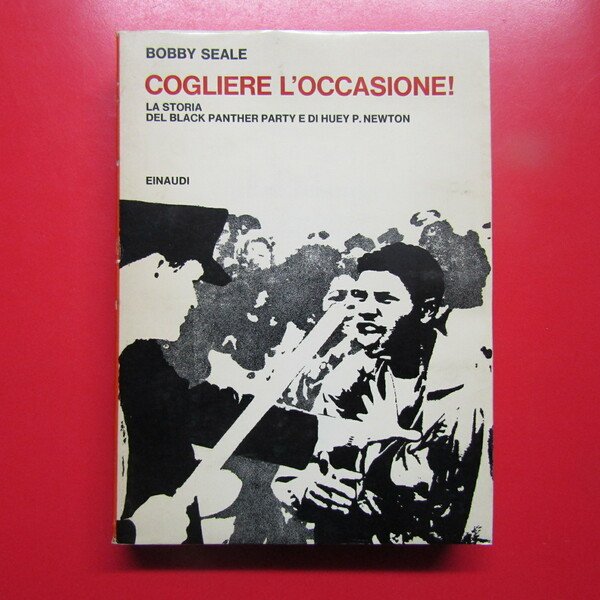 BOBBY SEALE
COGLIERE L'OCCASIONE!
LA STORIA
DEL BLACK PANTHER PARTY E DI HUEY P. NEWTON
EINAUDI